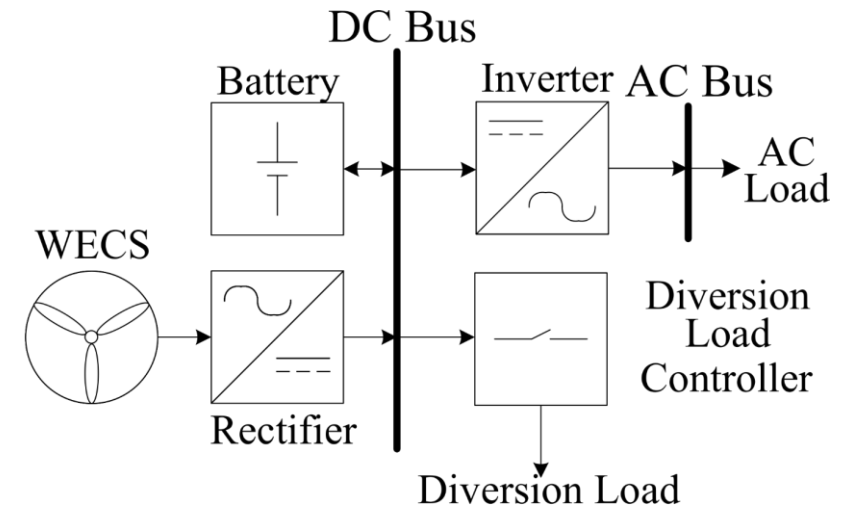 DC Bus
Battery
Inverter
AC Bus
AC
Load
WECS
Diversion
Load
Controller
Rectifier
Diversion Load